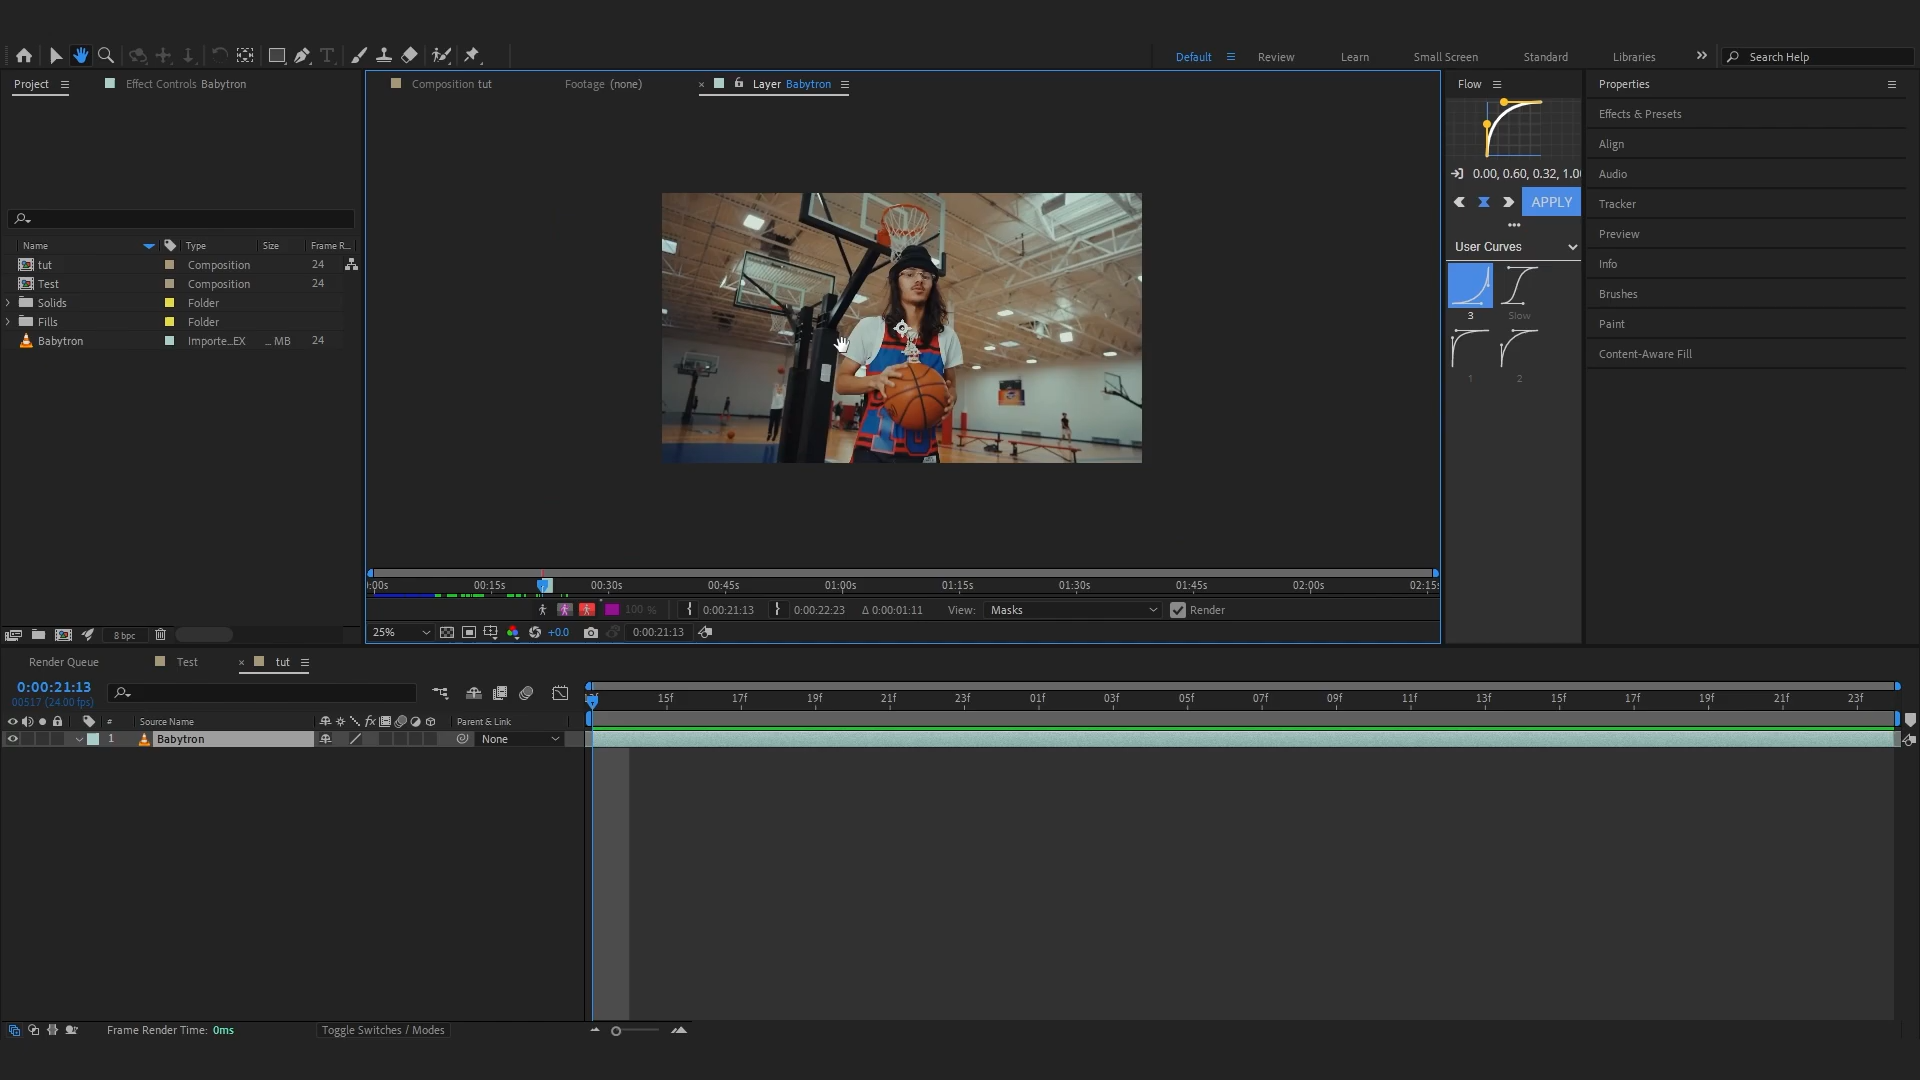 Default
Review
Learn
Small Screen
Standard
Libraries
Search Help
Project
Effect Controls Babytron
Composition tut
Footage (none)
Layer Babytron
Flow
Properties
Effects & Presets
Align
Audio
Tracker
Preview
Info
Brushes
Paint
Content-Aware Fill
0.00, 0.60, 0.32, 1.0
APPLY
User Curves
3
Slow
1
2
Name
Type
Size
Frame R...
tut
Composition
24
Test
Composition
24
Solids
Folder
Fills
Folder
Babytron
Importe...EX
... MB
24
8 bpc
:00s
00:15s
00:30s
00:45s
01:00s
01:15s
01:30s
01:45s
02:00s
02:15s
100 %
0:00:21:13
0:00:22:23
Δ 0:00:01:11
View:
Masks
Render
25%
+0.0
0:00:21:13
Render Queue
Test
tut
0:00:21:13
00517 (24.00 fps)
15f
17f
19f
21f
23f
01f
03f
05f
07f
09f
11f
13f
15f
17f
19f
21f
23f
#
Source Name
fx
Parent & Link
1
Babytron
None
Frame Render Time: 0ms
Toggle Switches / Modes